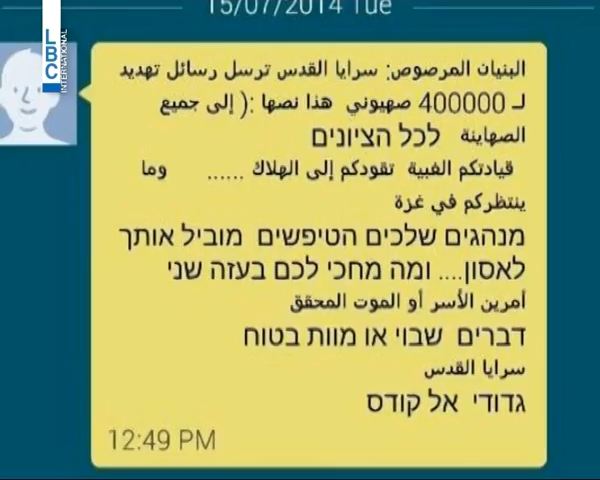 15/07/2014 Tue
LBC
INTERNATIONAL
البنيان المرصوص: سرايا القدس ترسل رسائل تهديد
لـ 400000 صهيوني هذا نصها :( إلى جميع
الصهاينة לכל הציונים
قيادتكم الغبية تقودكم إلى الهلاك ...... وما
ينتظركم في غزة
מנהגים שלכים הטיפשים מוביל אותך
לאסון.... ומה מחכי לכם בעזה שני
أمرين الأسر أو الموت المحقق
דברים שבוי או מוות בטוח
سرايا القدس
גדודי אל קודס
12:49 PM